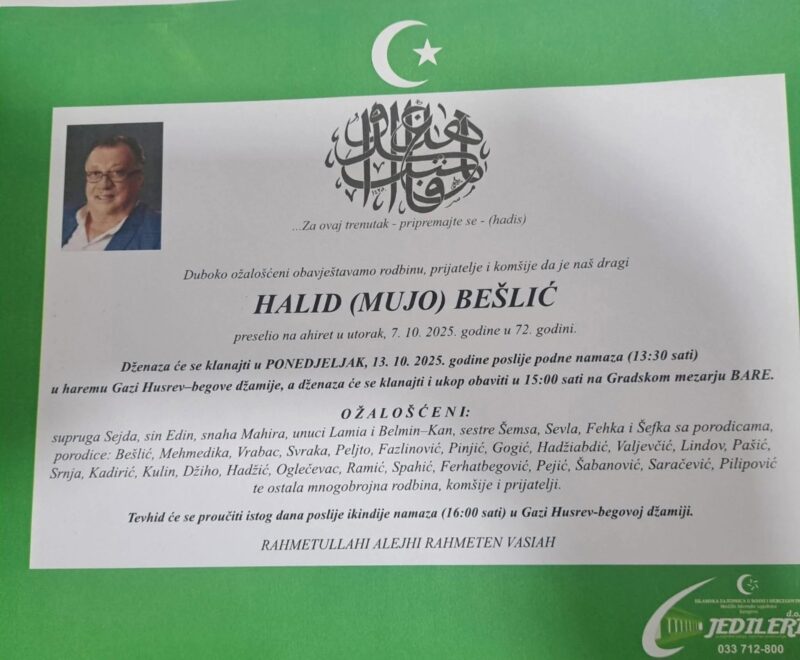 ...Za ovaj trenutak - pripremajte se - (hadis)
Duboko ožalošćeni obavještavamo rodbinu, prijatelje i komšije da je naš dragi
HALID (MUJO) BEŠLIĆ
preselio na ahiret u utorak, 7. 10. 2025. godine u 72. godini.
Dženaza će se klanjati u PONEDJELJAK, 13. 10. 2025. godine poslije podne namaza (13:30 sati)
u haremu Gazi Husrev–begove džamije, a dženaza će se klanjati i ukop obaviti u 15:00 sati na Gradskom mezarju BARE.
OŽALOŠĆENI:
supruga Sejda, sin Edin, snaha Mahira, unuci Lamia i Belmin–Kan, sestre Šemsa, Sevla, Fehka i Šefka sa porodicama,
porodice: Bešlić, Mehmedika, Vrabac, Svraka, Peljto, Fazlinović, Pinjić, Gogić, Hadžiabdić, Valjevčić, Lindov, Pašić,
Srnja, Kadirić, Kulin, Džiho, Hadžić, Oglečevac, Ramić, Spahić, Ferhatbegović, Pejić, Šabanović, Saračević, Pilipović
te ostala mnogobrojna rodbina, komšije i prijatelji.
Tevhid će se proučiti istog dana poslije ikindije namaza (16:00 sati) u Gazi Husrev-begovoj džamiji.
RAHMETULLAHI ALEJHI RAHMETEN VASIAH
ISLAMSKA ZAJEDNICA U BOSNI I HERCEGOVINI
d.o.
JEDILERI
033 712-800